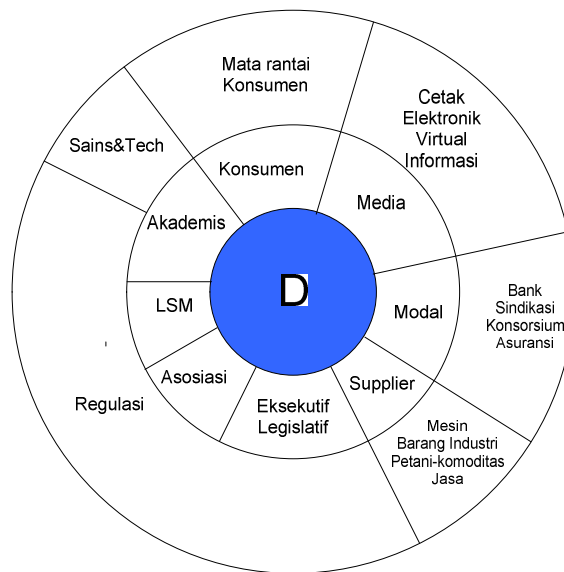 Mata rantai
Konsumen
Cetak
Elektronik
Virtual
Informasi
Sains&Tech
Konsumen
Media
Akademis
D
LSM
Modal
Bank
Sindikasi
Konsorsium
Asuransi
Asosiasi
Supplier
Regulasi
Eksekutif
Legislatif
Mesin
Barang Industri
Petani-komoditas
Jasa